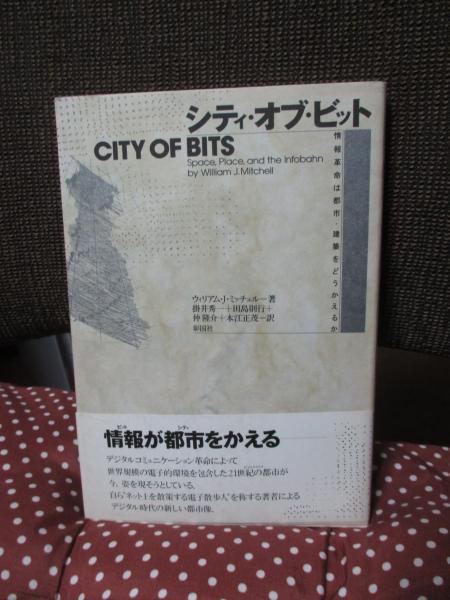 シティ・オブ・ビット
CITY OF BITS
Space, Place, and the Infobahn
by William J. Mitchell
情報革命は都市・建築をどうかえるか
ウィリアム・J・ミッチェル―著
掛井秀一+田島則行+
仲隆介+本江正茂―訳
彰国社
ビット シティ
情報が都市をかえる
デジタルコミュニケーション革命によって
世界規模の電子的環境を包含した21世紀の都市が
今、姿を現そうとしている。
自ら“ネット上を散策する電子散歩人”を称する著者による
デジタル時代の新しい都市像。